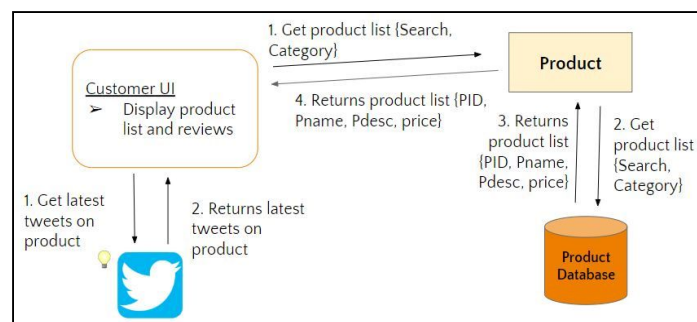 1. Get product list {Search,
Category}
Product
Customer UI
➤ Display product
list and reviews
4. Returns product list {PID,
Pname, Pdesc, price}
3. Returns
product list
{PID, Pname,
Pdesc, price}
2. Get
product list
{Search,
Category}
1. Get latest
tweets on
product
2. Returns latest
tweets on
product
Product
Database